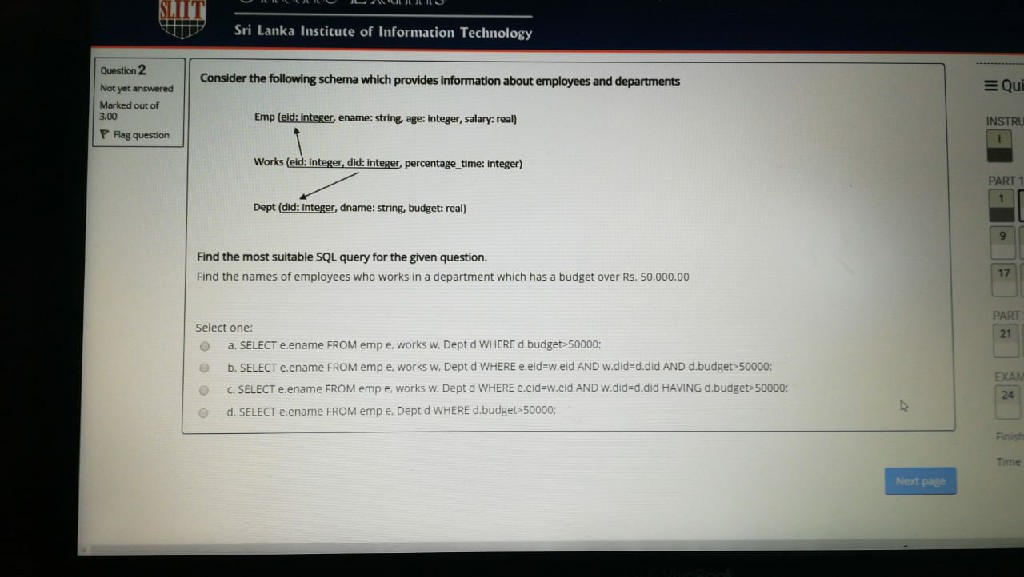 SLIIT
Sri Lanka Institute of Information Technology
Question 2
Not yet answered
Marked out of
3.00
Flag question
Consider the following schema which provides information about employees and departments
Emp (eid: integer, ename: string, age: integer, salary: real)
Works (eid: integer, did: integer, percentage_time: integer)
Dept (did: integer, dname: string, budget: real)
Find the most suitable SQL query for the given question.
Find the names of employees who works in a department which has a budget over Rs. 50,000.00
Select one:
a. SELECT e.ename FROM emp e, works w, Dept d WHERE d.budget>50000;
b. SELECT e.ename FROM emp e, works w, Dept d WHERE e.eid=w.eid AND w.did=d.did AND d.budget>50000;
c. SELECT e.ename FROM emp e, works w, Dept d WHERE e.eid=w.eid AND w.did=d.did HAVING d.budget>50000;
d. SELECT e.ename FROM emp e, Dept d WHERE d.budget>50000;
Next page
Qui
INSTRU
i
PART 1
1
9
17
PART
21
EXAM
24
Finish
Time